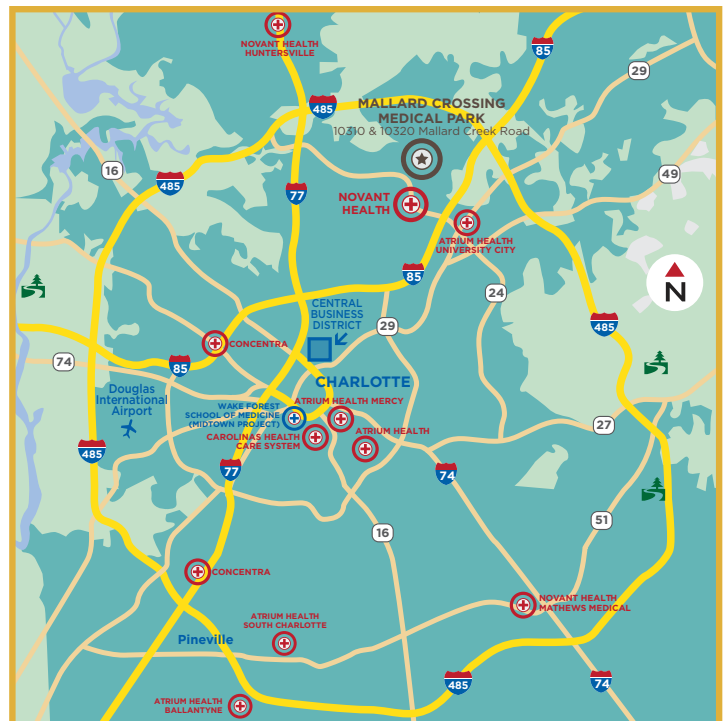 NOVANT HEALTH
HUNTERSVILLE
85
29
485
MALLARD CROSSING
MEDICAL PARK
10310 & 10320 Mallard Creek Road
16
485
77
49
NOVANT
HEALTH
ATRIUM HEALTH
UNIVERSITY CITY
85
24
N
CENTRAL
BUSINESS
DISTRICT
29
485
CONCENTRA
74
85
CHARLOTTE
Douglas
International
Airport
WAKE FOREST
SCHOOL OF MEDICINE
(MIDTOWN PROJECT)
ATRIUM HEALTH MERCY
CAROLINAS HEALTH
CARE SYSTEM
ATRIUM HEALTH
27
485
77
74
51
16
CONCENTRA
NOVANT HEALTH
MATHEWS MEDICAL
ATRIUM HEALTH
SOUTH CHARLOTTE
Pineville
485
74
ATRIUM HEALTH
BALLANTYNE